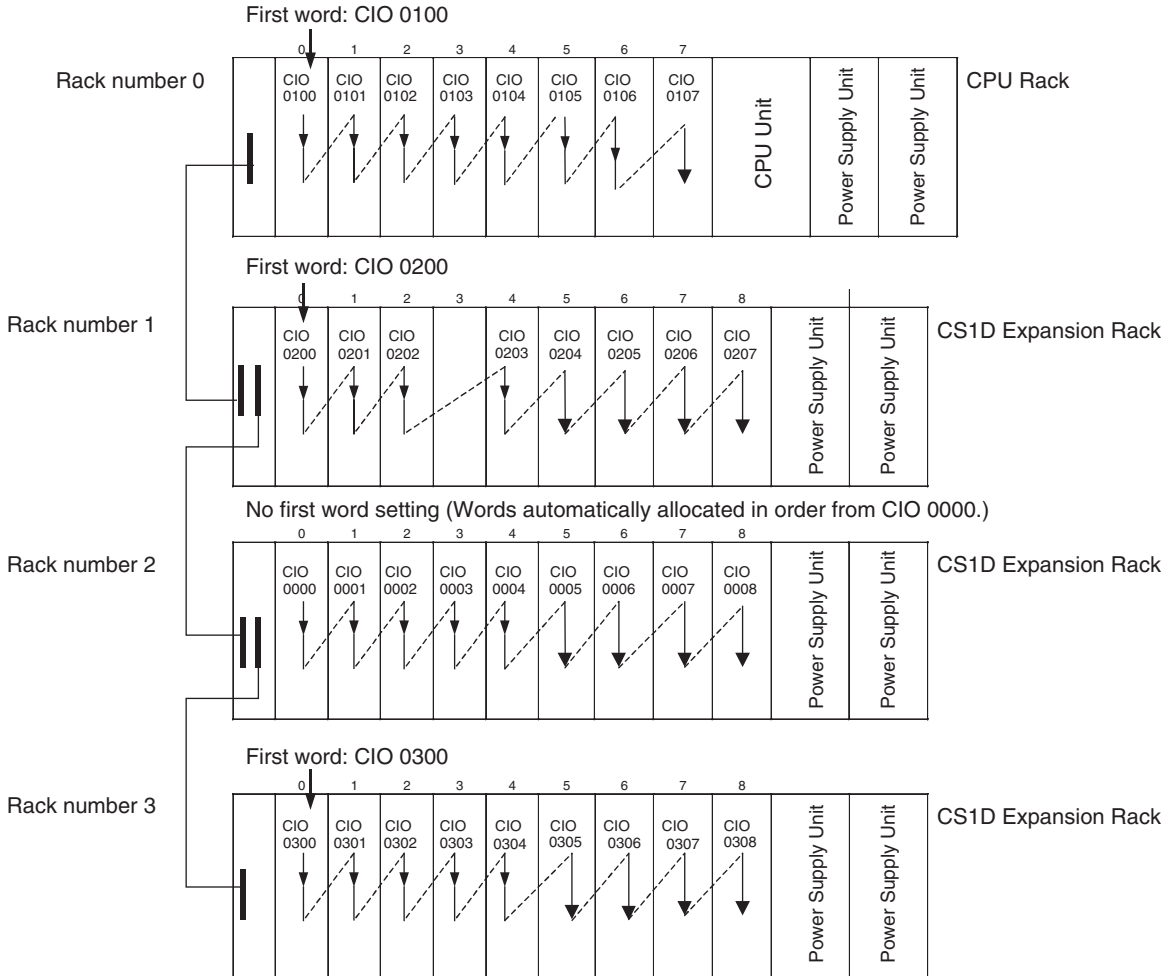 First word: CIO 0100
0 1 2 3 4 5 6 7
Rack number 0
CIO 0100
CIO 0101
CIO 0102
CIO 0103
CIO 0104
CIO 0105
CIO 0106
CIO 0107
CPU Unit
Power Supply Unit
Power Supply Unit
CPU Rack
First word: CIO 0200
0 1 2 3 4 5 6 7 8
Rack number 1
CIO 0200
CIO 0201
CIO 0202
CIO 0203
CIO 0204
CIO 0205
CIO 0206
CIO 0207
Power Supply Unit
Power Supply Unit
CS1D Expansion Rack
No first word setting (Words automatically allocated in order from CIO 0000.)
0 1 2 3 4 5 6 7 8
Rack number 2
CIO 0000
CIO 0001
CIO 0002
CIO 0003
CIO 0004
CIO 0005
CIO 0006
CIO 0007
CIO 0008
Power Supply Unit
Power Supply Unit
CS1D Expansion Rack
First word: CIO 0300
0 1 2 3 4 5 6 7 8
Rack number 3
CIO 0300
CIO 0301
CIO 0302
CIO 0303
CIO 0304
CIO 0305
CIO 0306
CIO 0307
CIO 0308
Power Supply Unit
Power Supply Unit
CS1D Expansion Rack